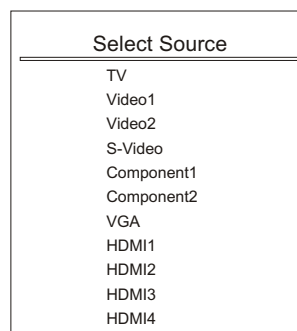 Select Source
TV
Video1
Video2
S-Video
Component1
Component2
VGA
HDMI1
HDMI2
HDMI3
HDMI4